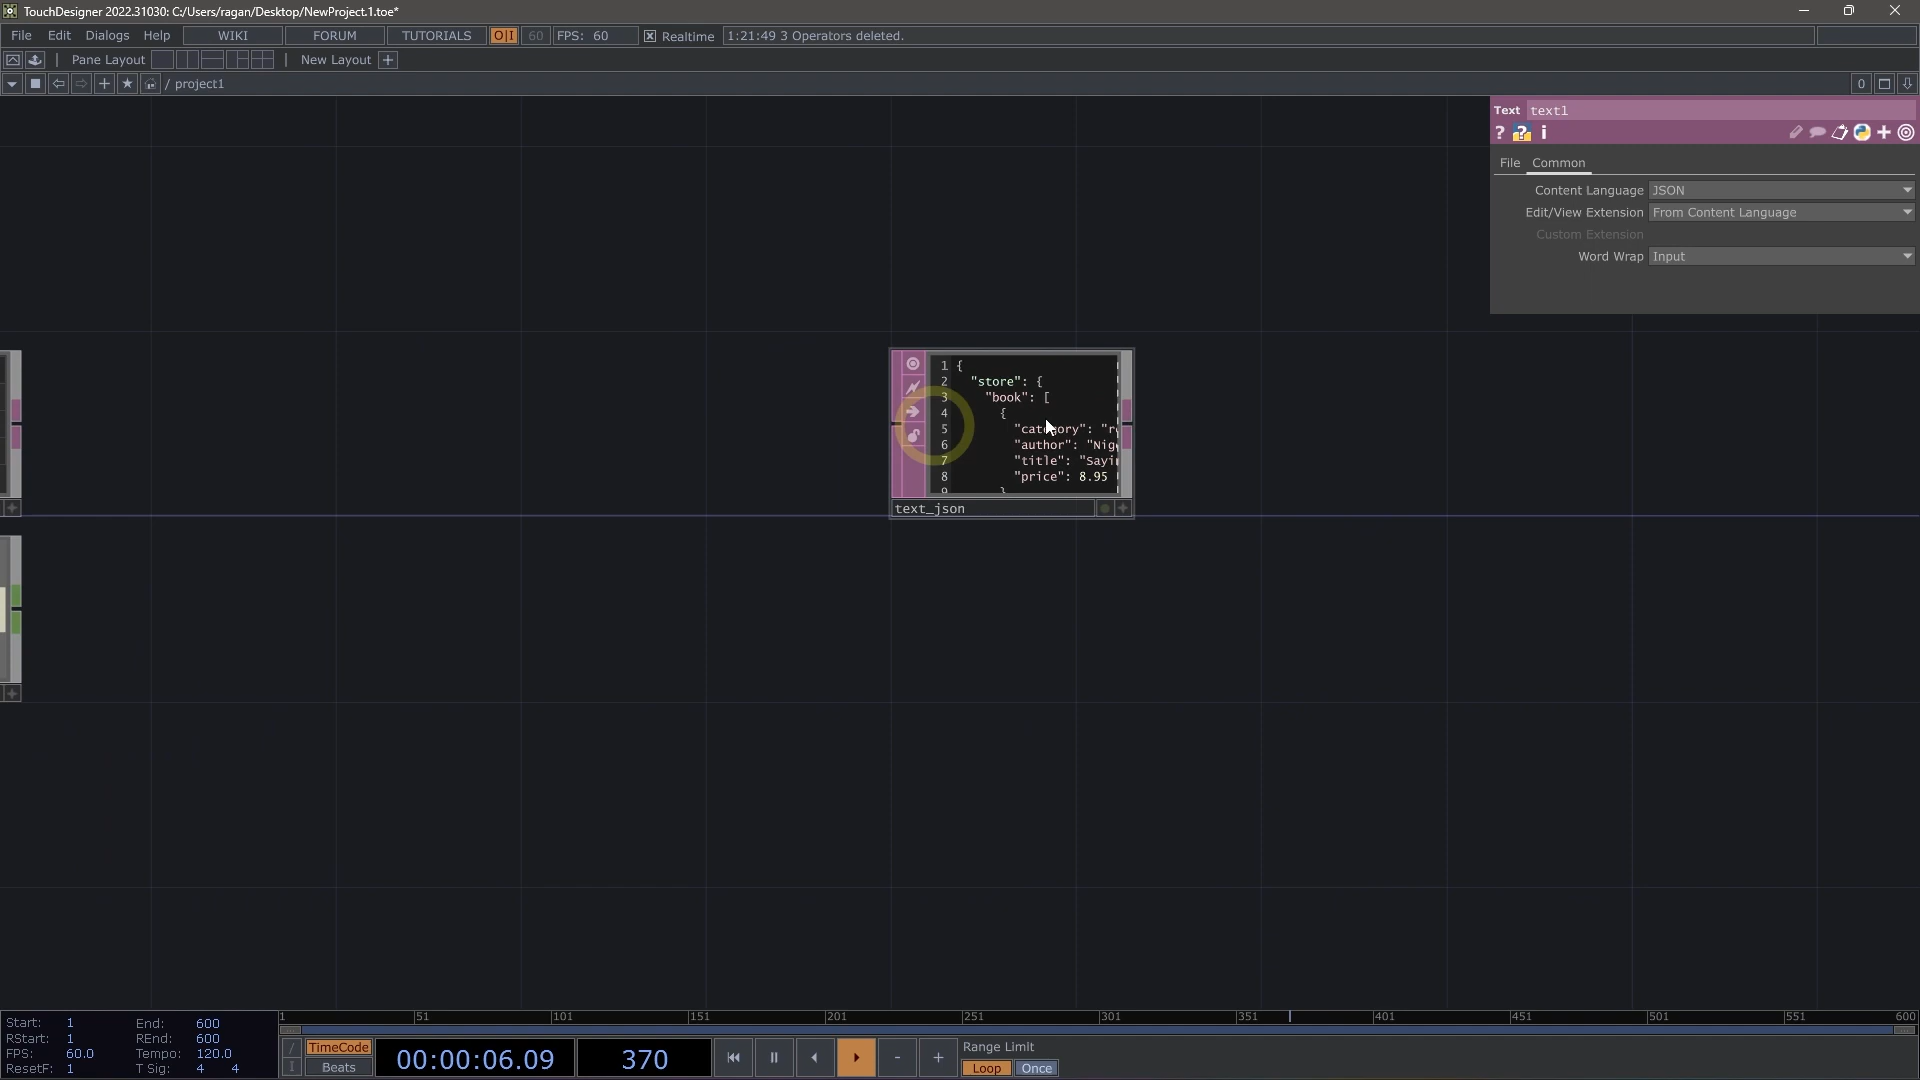 TouchDesigner 2022.31030: C:/Users/ragan/Desktop/NewProject.1.toe*
File Edit Dialogs Help WIKI FORUM TUTORIALS O|I 60 FPS: 60 Realtime 1:21:49 3 Operators deleted.
Pane Layout New Layout +
/ project1 0
Text text1
? ? i
File Common
Content Language JSON
Edit/View Extension From Content Language
Custom Extension
Word Wrap Input
1 {
2 "store": {
3 "book": [
4 {
5 "category": "r
6 "author": "Nig
7 "title": "Sayi
8 "price": 8.95
9 }
text_json
1 51 101 151 201 251 301 351 401 451 501 551 600
Start: 1 End: 600
RStart: 1 REnd: 600
FPS: 60.0 Tempo: 120.0
ResetF: 1 T Sig: 4 4
TimeCode
Beats
00:00:06.09 370
- +
Range Limit
Loop Once